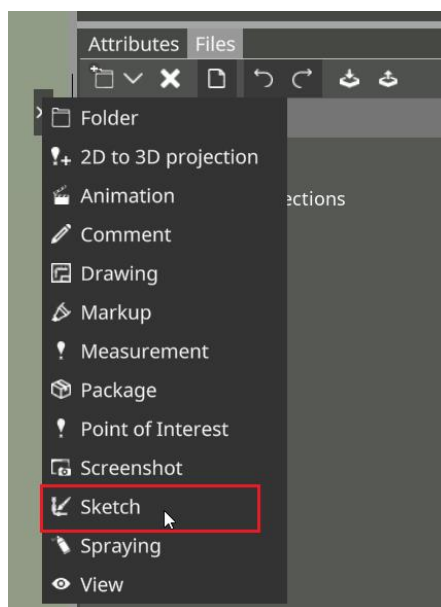 Attributes Files
Folder
2D to 3D projection
Animation
ections
Comment
Drawing
Markup
Measurement
Package
Point of Interest
Screenshot
Sketch
Spraying
View